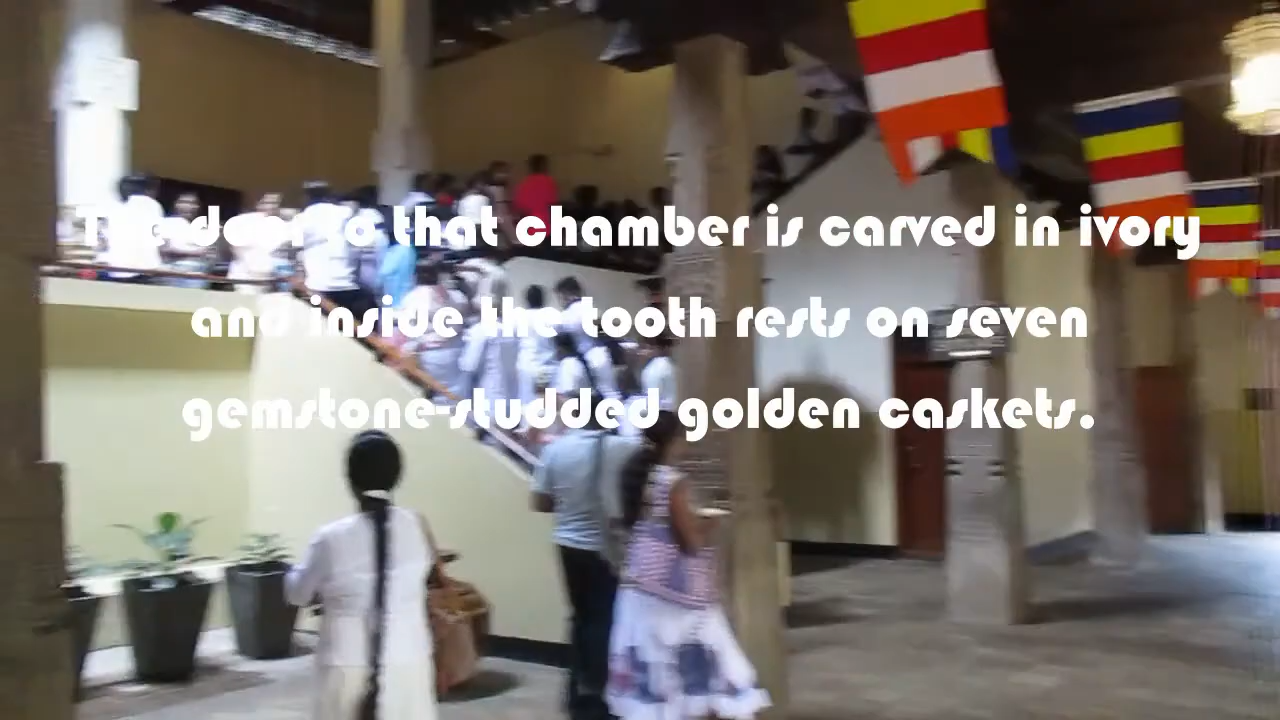 The door to that chamber is carved in ivory
and inside the tooth rests on seven
gemstone-studded golden caskets.